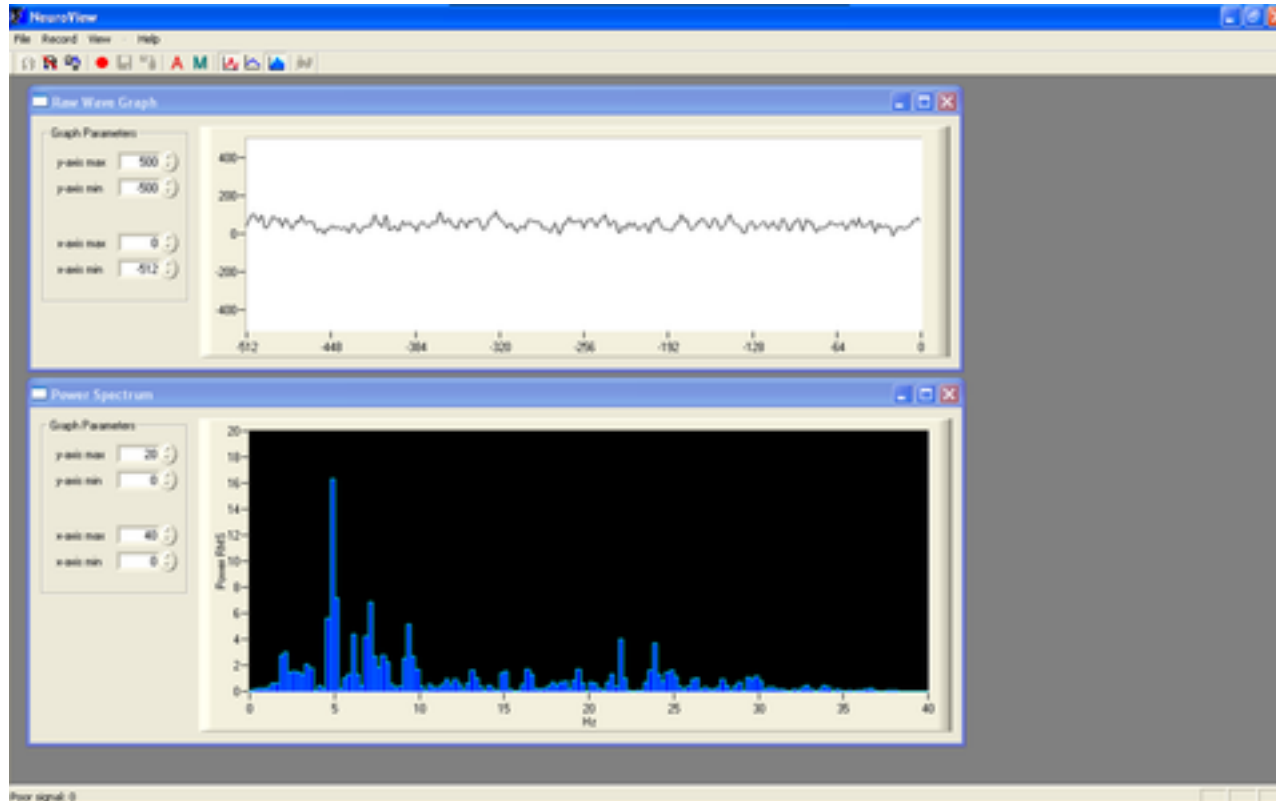 NeuroView
File Record View Help
A M
Raw Wave Graph
Graph Parameters
y-axis max 500
y-axis min -500
x-axis max 0
x-axis min -512
400
200
0
-200
-400
-512 -448 -384 -320 -256 -192 -128 -64 0
Power Spectrum
Graph Parameters
y-axis max 20
y-axis min 0
x-axis max 40
x-axis min 0
Power RMS
20
18
16
14
12
10
8
6
4
2
0
0 5 10 15 20 25 30 35 40
Hz
Poor signal: 0